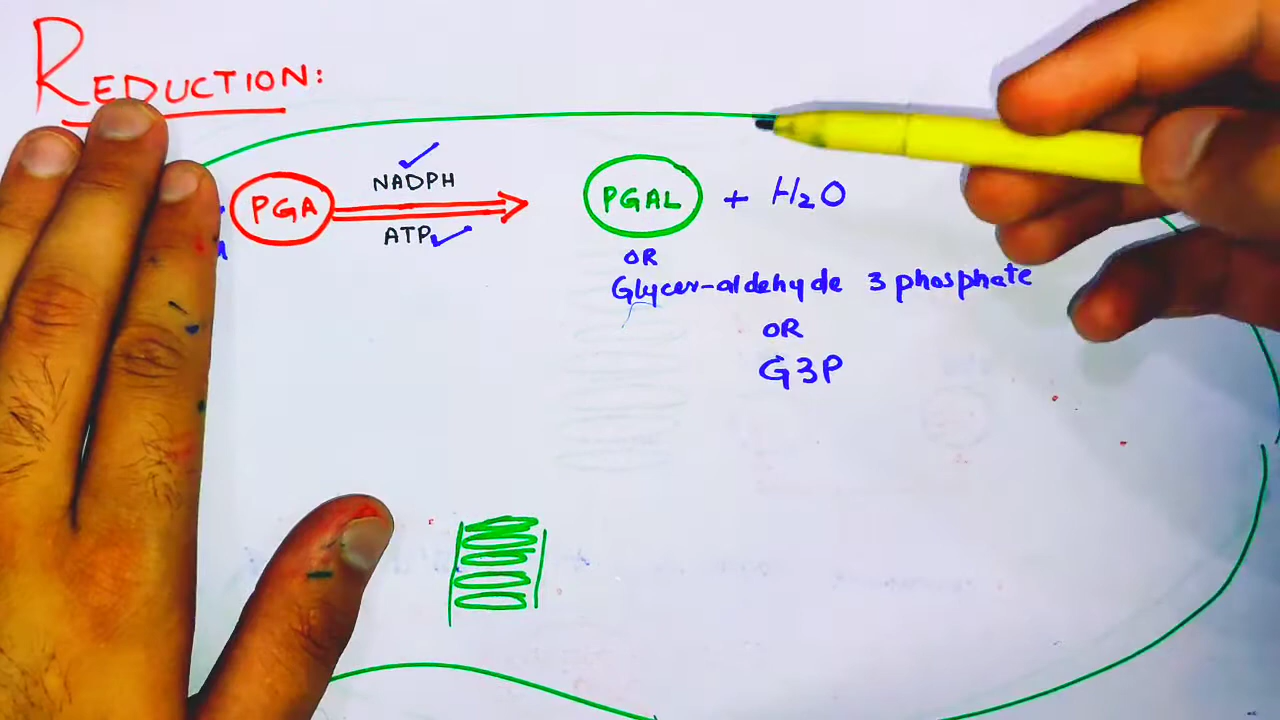 REDUCTION:
NADPH
PGA
PGAL + H₂O
ATP
OR
Glycer-aldehyde 3 phosphate
OR
G3P